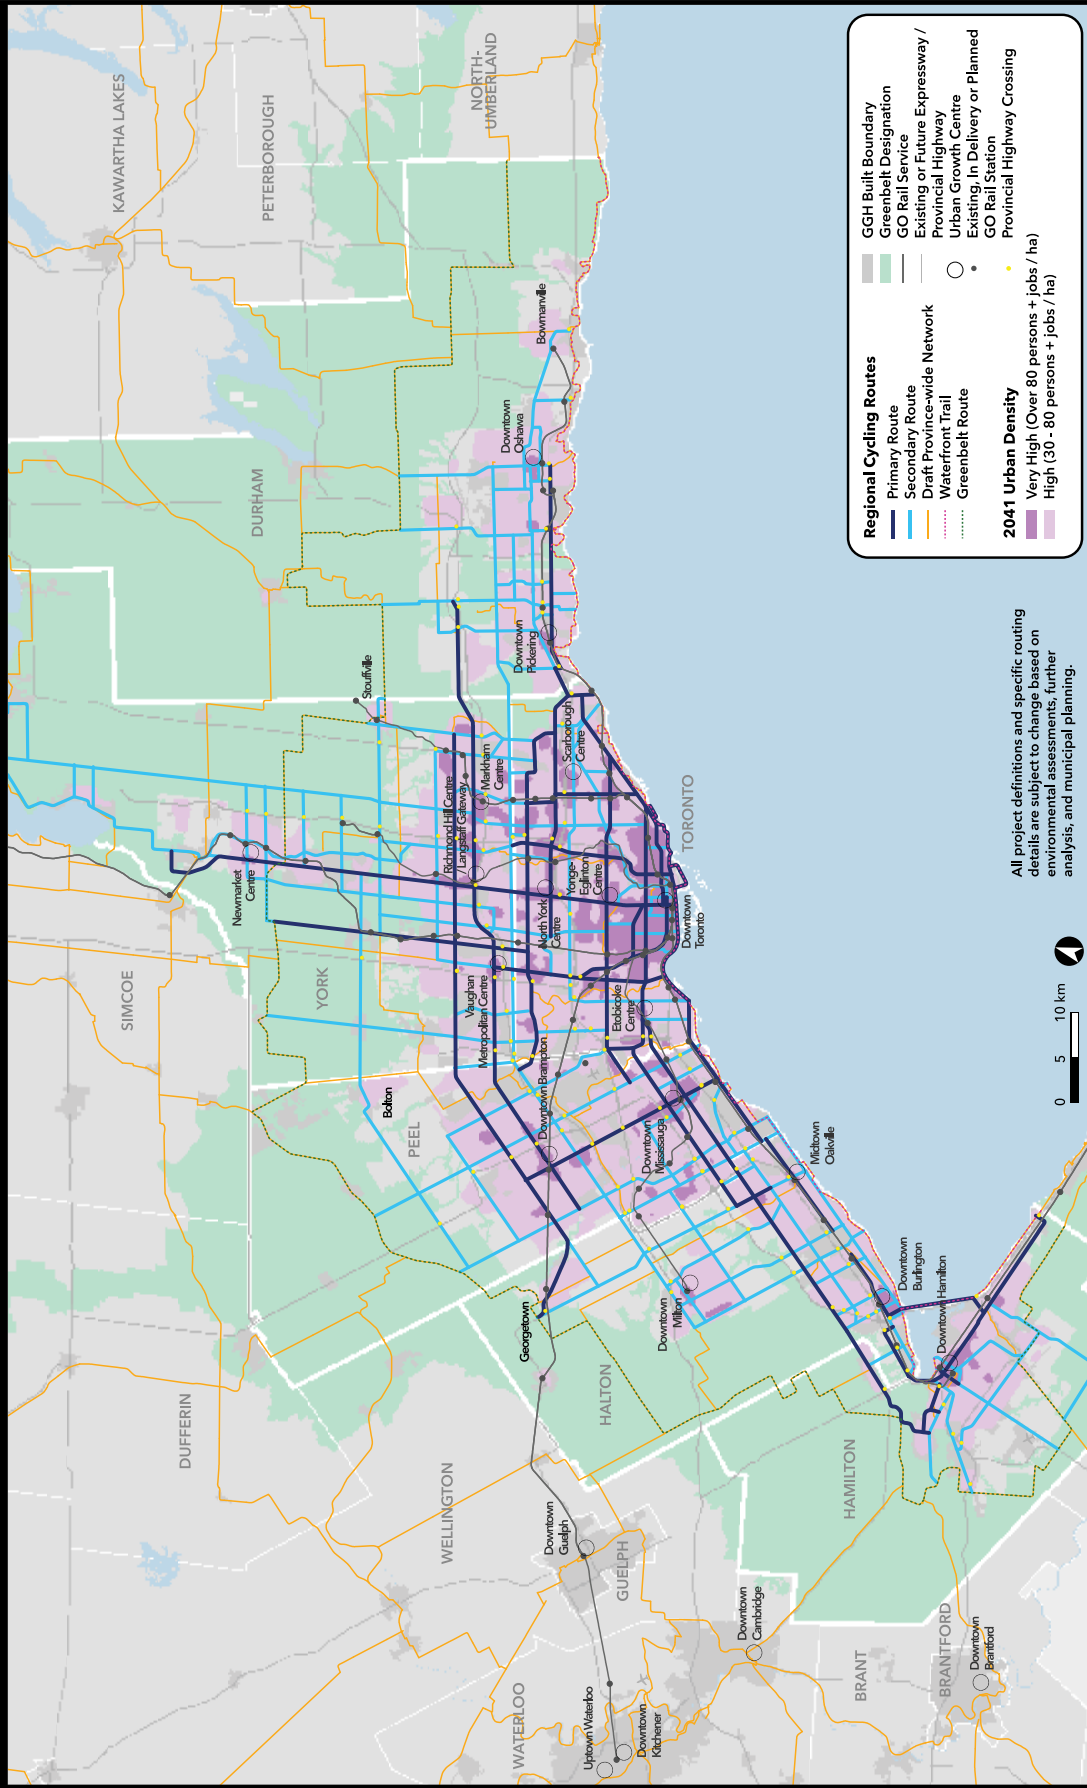 KAWARTHA LAKES
PETERBOROUGH
NORTH-
UMBERLAND
DURHAM
SIMCOE
YORK
PEEL
TORONTO
DUFFERIN
WELLINGTON
HALTON
HAMILTON
GUELPH
WATERLOO
BRANT
BRANTFORD
Bowmanville
Downtown
Oshawa
Downtown
Pickering
Stouffville
Scarborough
Centre
Markham
Centre
Richmond Hill Centre
Langstaff Gateway
Newmarket
Centre
North York
Centre
Yonge-
Eglinton
Centre
Downtown
Toronto
Vaughan
Metropolitan Centre
Etobicoke
Centre
Downtown Brampton
Bolton
Downtown
Mississauga
Midtown
Oakville
Georgetown
Downtown
Milton
Downtown
Burlington
Downtown Hamilton
Downtown
Guelph
Downtown
Cambridge
Uptown Waterloo
Downtown
Kitchener
Downtown
Brantford
Regional Cycling Routes
Primary Route
Secondary Route
Draft Province-wide Network
Waterfront Trail
Greenbelt Route
2041 Urban Density
Very High (Over 80 persons + jobs / ha)
High (30 - 80 persons + jobs / ha)
GGH Built Boundary
Greenbelt Designation
GO Rail Service
Existing or Future Expressway /
Provincial Highway
Urban Growth Centre
Existing, In Delivery or Planned
GO Rail Station
Provincial Highway Crossing
All project definitions and specific routing
details are subject to change based on
environmental assessments, further
analysis, and municipal planning.
0 5 10 km